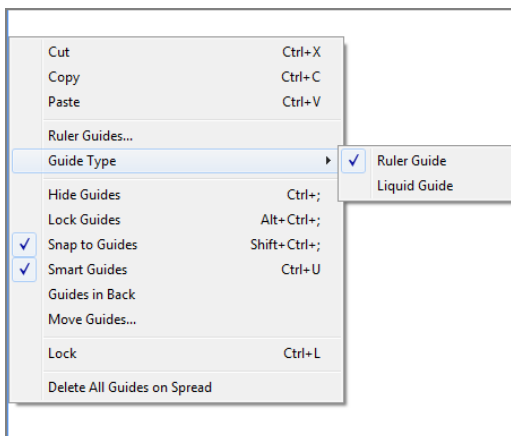 Cut Ctrl+X
Copy Ctrl+C
Paste Ctrl+V
Ruler Guides...
Guide Type
Ruler Guide
Liquid Guide
Hide Guides Ctrl+;
Lock Guides Alt+Ctrl+;
Snap to Guides Shift+Ctrl+;
Smart Guides Ctrl+U
Guides in Back
Move Guides...
Lock Ctrl+L
Delete All Guides on Spread